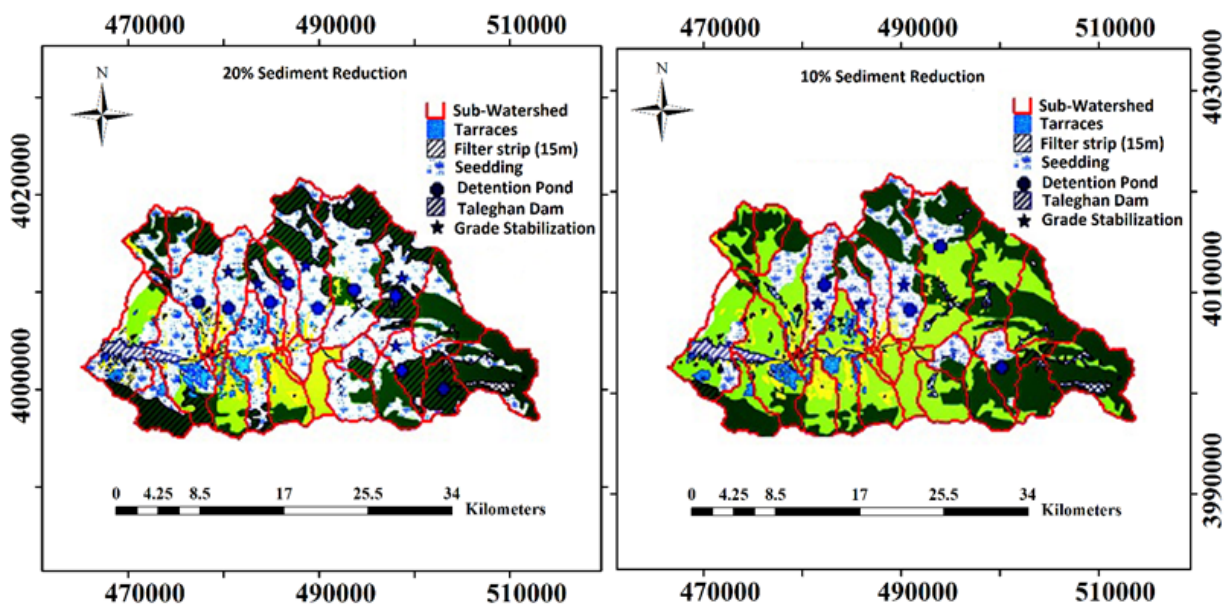 470000 490000 510000
20% Sediment Reduction
N
Sub-Watershed
Tarraces
Filter strip (15m)
Seedding
Detention Pond
Taleghan Dam
Grade Stabilization
4020000
4010000
4000000
0 4.25 8.5 17 25.5 34
Kilometers
470000 490000 510000
470000 490000 510000
10% Sediment Reduction
N
Sub-Watershed
Tarraces
Filter strip (15m)
Seedding
Detention Pond
Taleghan Dam
Grade Stabilization
4030000
4010000
3990000
0 4.25 8.5 17 25.5 34
Kilometers
470000 490000 510000